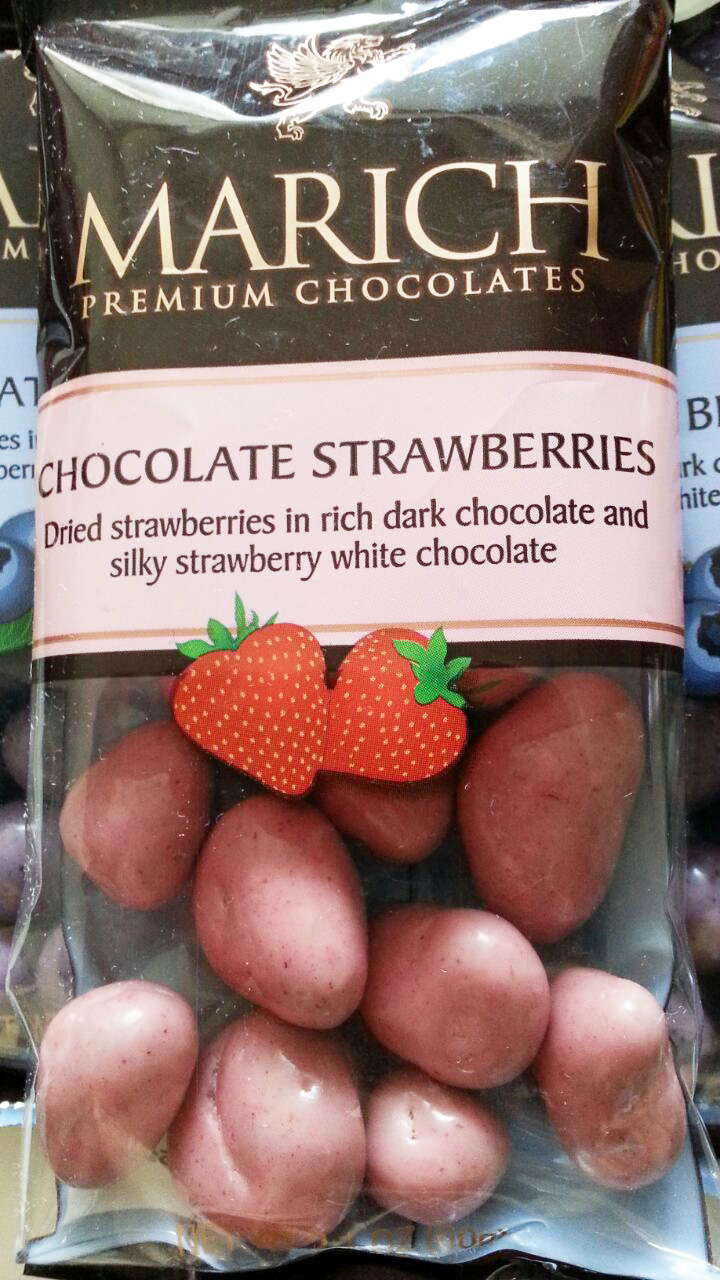 MARICH
PREMIUM CHOCOLATES
CHOCOLATE STRAWBERRIES
Dried strawberries in rich dark chocolate and
silky strawberry white chocolate